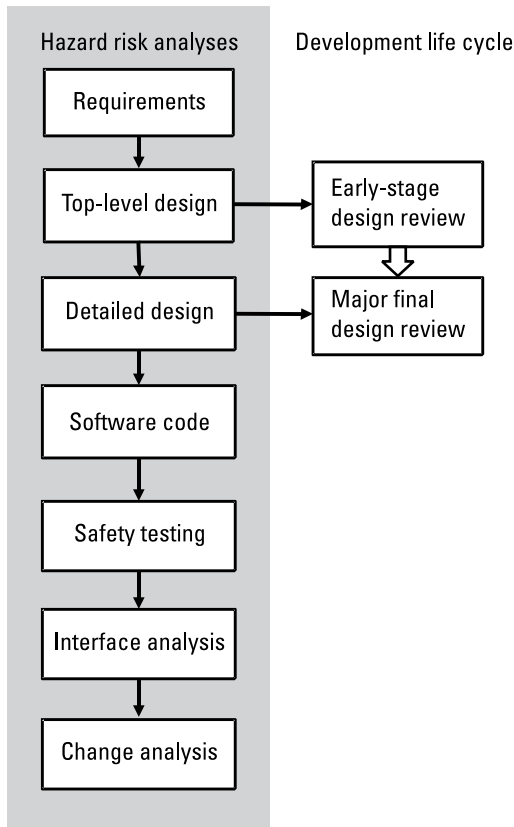 Hazard risk analyses
Development life cycle
Requirements
Top-level design
Early-stage
design review
Detailed design
Major final
design review
Software code
Safety testing
Interface analysis
Change analysis